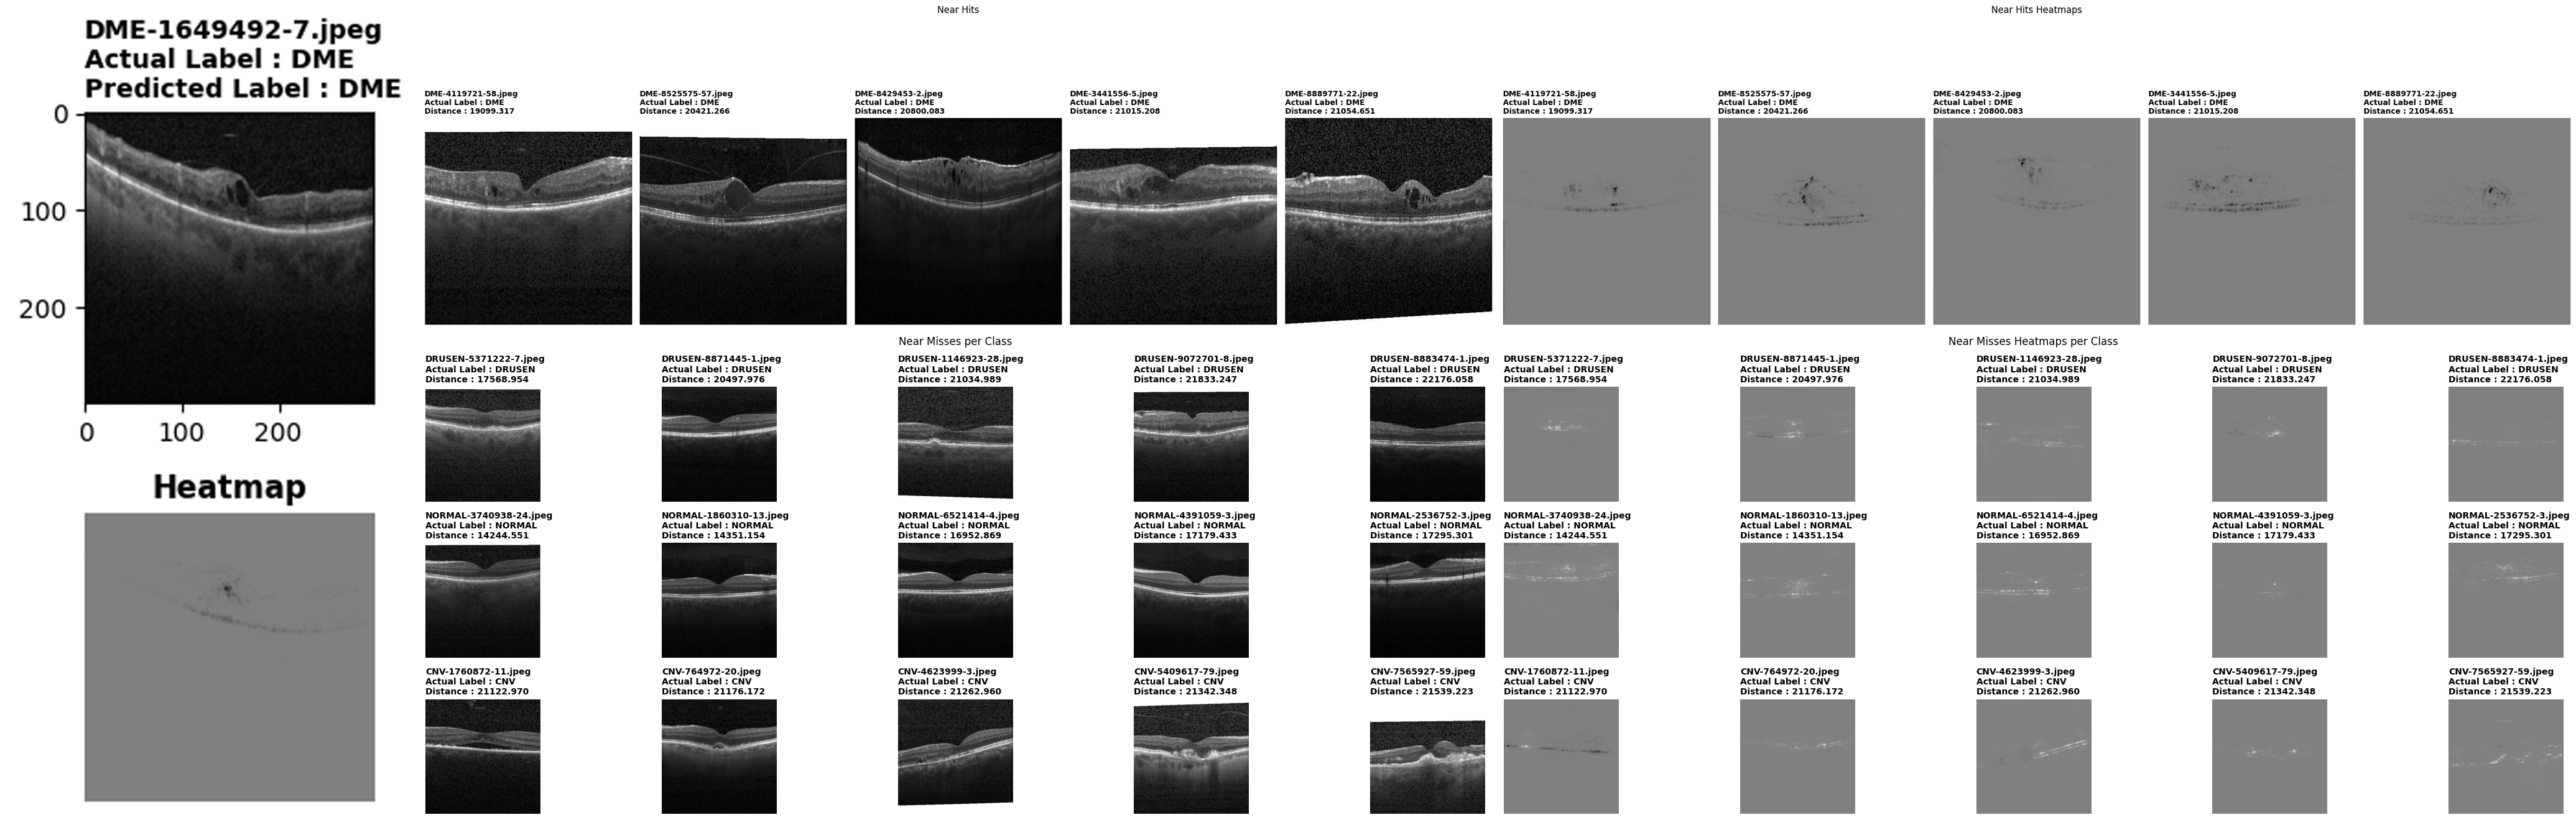 DME-1649492-7.jpeg
Actual Label : DME
Predicted Label : DME
0
100
200
0
100
200
Heatmap
Near Hits
DME-4119721-58.jpeg
Actual Label : DME
Distance : 19099.317
DME-8525575-57.jpeg
Actual Label : DME
Distance : 20421.266
DME-8429453-2.jpeg
Actual Label : DME
Distance : 20800.083
DME-3441556-5.jpeg
Actual Label : DME
Distance : 21015.208
DME-8889771-22.jpeg
Actual Label : DME
Distance : 21054.651
Near Hits Heatmaps
DME-4119721-58.jpeg
Actual Label : DME
Distance : 19099.317
DME-8525575-57.jpeg
Actual Label : DME
Distance : 20421.266
DME-8429453-2.jpeg
Actual Label : DME
Distance : 20800.083
DME-3441556-5.jpeg
Actual Label : DME
Distance : 21015.208
DME-8889771-22.jpeg
Actual Label : DME
Distance : 21054.651
Near Misses per Class
DRUSEN-5371222-7.jpeg
Actual Label : DRUSEN
Distance : 17568.954
DRUSEN-8871445-1.jpeg
Actual Label : DRUSEN
Distance : 20497.976
DRUSEN-1146923-28.jpeg
Actual Label : DRUSEN
Distance : 21034.989
DRUSEN-9072701-8.jpeg
Actual Label : DRUSEN
Distance : 21833.247
DRUSEN-8883474-1.jpeg
Actual Label : DRUSEN
Distance : 22176.058
NORMAL-3740938-24.jpeg
Actual Label : NORMAL
Distance : 14244.551
NORMAL-1860310-13.jpeg
Actual Label : NORMAL
Distance : 14351.154
NORMAL-6521414-4.jpeg
Actual Label : NORMAL
Distance : 16952.869
NORMAL-4391059-3.jpeg
Actual Label : NORMAL
Distance : 17179.433
NORMAL-2536752-3.jpeg
Actual Label : NORMAL
Distance : 17295.301
CNV-1760872-11.jpeg
Actual Label : CNV
Distance : 21122.970
CNV-764972-20.jpeg
Actual Label : CNV
Distance : 21176.172
CNV-4623999-3.jpeg
Actual Label : CNV
Distance : 21262.960
CNV-5409617-79.jpeg
Actual Label : CNV
Distance : 21342.348
CNV-7565927-59.jpeg
Actual Label : CNV
Distance : 21539.223
Near Misses Heatmaps per Class
DRUSEN-5371222-7.jpeg
Actual Label : DRUSEN
Distance : 17568.954
DRUSEN-8871445-1.jpeg
Actual Label : DRUSEN
Distance : 20497.976
DRUSEN-1146923-28.jpeg
Actual Label : DRUSEN
Distance : 21034.989
DRUSEN-9072701-8.jpeg
Actual Label : DRUSEN
Distance : 21833.247
DRUSEN-8883474-1.jpeg
Actual Label : DRUSEN
Distance : 22176.058
NORMAL-3740938-24.jpeg
Actual Label : NORMAL
Distance : 14244.551
NORMAL-1860310-13.jpeg
Actual Label : NORMAL
Distance : 14351.154
NORMAL-6521414-4.jpeg
Actual Label : NORMAL
Distance : 16952.869
NORMAL-4391059-3.jpeg
Actual Label : NORMAL
Distance : 17179.433
NORMAL-2536752-3.jpeg
Actual Label : NORMAL
Distance : 17295.301
CNV-1760872-11.jpeg
Actual Label : CNV
Distance : 21122.970
CNV-764972-20.jpeg
Actual Label : CNV
Distance : 21176.172
CNV-4623999-3.jpeg
Actual Label : CNV
Distance : 21262.960
CNV-5409617-79.jpeg
Actual Label : CNV
Distance : 21342.348
CNV-7565927-59.jpeg
Actual Label : CNV
Distance : 21539.223